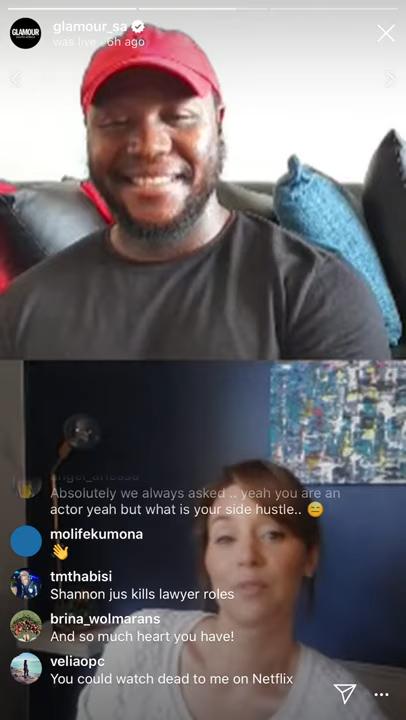 GLAMOUR
glamour_sa
was live · 6h ago
Absolutely we always asked .. yeah you are an
actor yeah but what is your side hustle.. 😑
molifekumona
👋
tmthabisi
Shannon jus kills lawyer roles
brina_wolmarans
And so much heart you have!
veliaopc
You could watch dead to me on Netflix